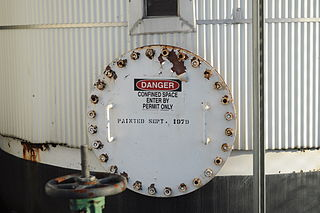 DANGER
CONFINED SPACE
ENTER BY
PERMIT ONLY
PAINTED SEPT. 1979